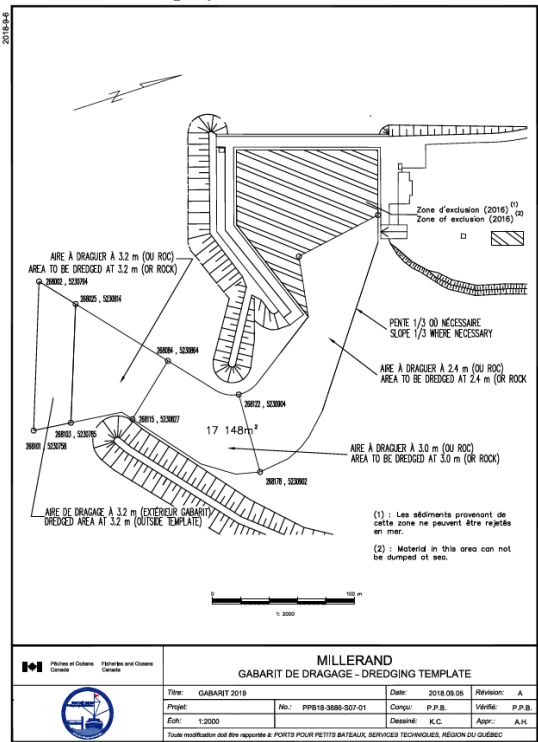 2018-9-6
N
Zone d'exclusion (2016) (1)
Zone of exclusion (2016) (2)
AIRE À DRAGUER À 3.2 m (OU ROC)
AREA TO BE DREDGED AT 3.2 m (OR ROCK)
268002 , 5230794
268025 , 5230814
PENTE 1/3 OÙ NÉCESSAIRE
SLOPE 1/3 WHERE NECESSARY
268084 , 5230864
AIRE À DRAGUER À 2.4 m (OU ROC)
AREA TO BE DREDGED AT 2.4 m (OR ROCK
268122 , 5230904
268115 , 5230827
17 148m²
268101 , 5230758
268103 , 5230765
AIRE À DRAGUER À 3.0 m (OU ROC)
AREA TO BE DREDGED AT 3.0 m (OR ROCK)
268178 , 5230902
AIRE DE DRAGAGE À 3.2 m (EXTÉRIEUR GABARIT)
DREDGED AREA AT 3.2 m (OUTSIDE TEMPLATE)
(1) : Les sédiments provenant de
cette zone ne peuvent être rejetés
en mer.
(2) : Material in this area can not
be dumped at sea.
0 100 m
1: 2000
Pêches et Océans Canada
Fisheries and Oceans Canada
MILLERAND
GABARIT DE DRAGAGE - DREDGING TEMPLATE
Titre: GABARIT 2019 Date: 2018.09.05 Révision: A
Projet: No.: PPB18-3686-S07-01 Conçu: P.P.B. Vérifié: P.P.B.
Éch: 1:2000 Dessiné: K.C. Appr.: A.H.
Toute modification doit être rapportée à: PORTS POUR PETITS BATEAUX, SERVICES TECHNIQUES, RÉGION DU QUÉBEC